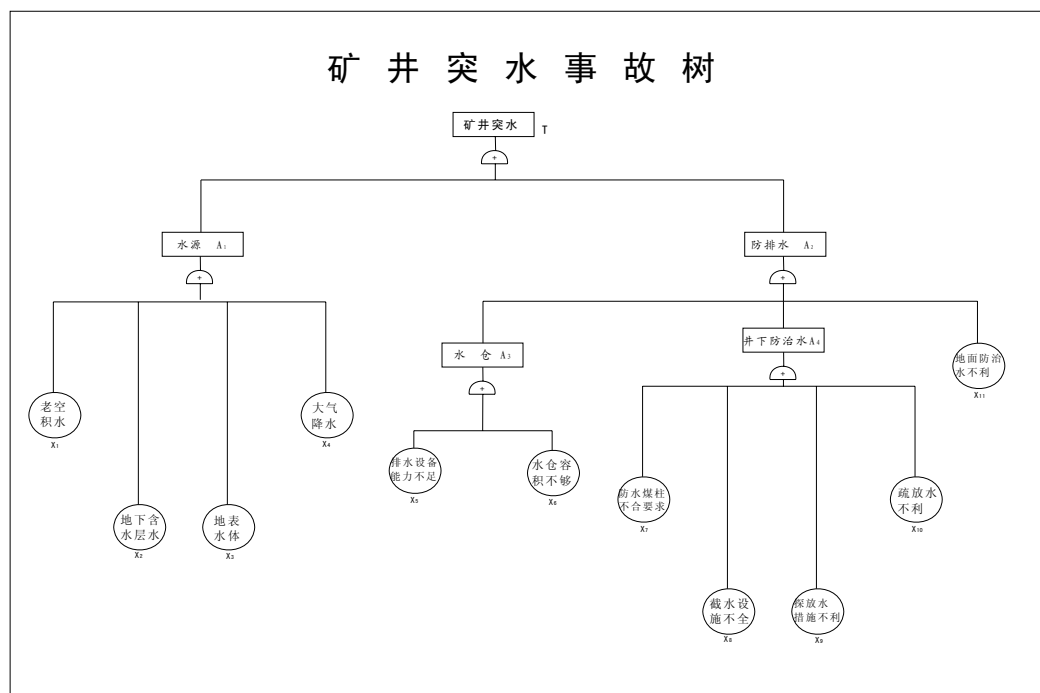 矿井突水事故树
矿井突水 T
+
水源 A₁
防排水 A₂
+
+
水 仓 A₃
井下防治水A₄
地面防治
水不利
X₁₁
+
+
老空
积水
X₁
大气
降水
X₄
排水设备
能力不足
X₅
水仓容
积不够
X₆
防水煤柱
不合要求
X₇
疏放水
不利
X₁₀
地下含
水层水
X₂
地表
水体
X₃
截水设
施不全
X₈
探放水
措施不利
X₉